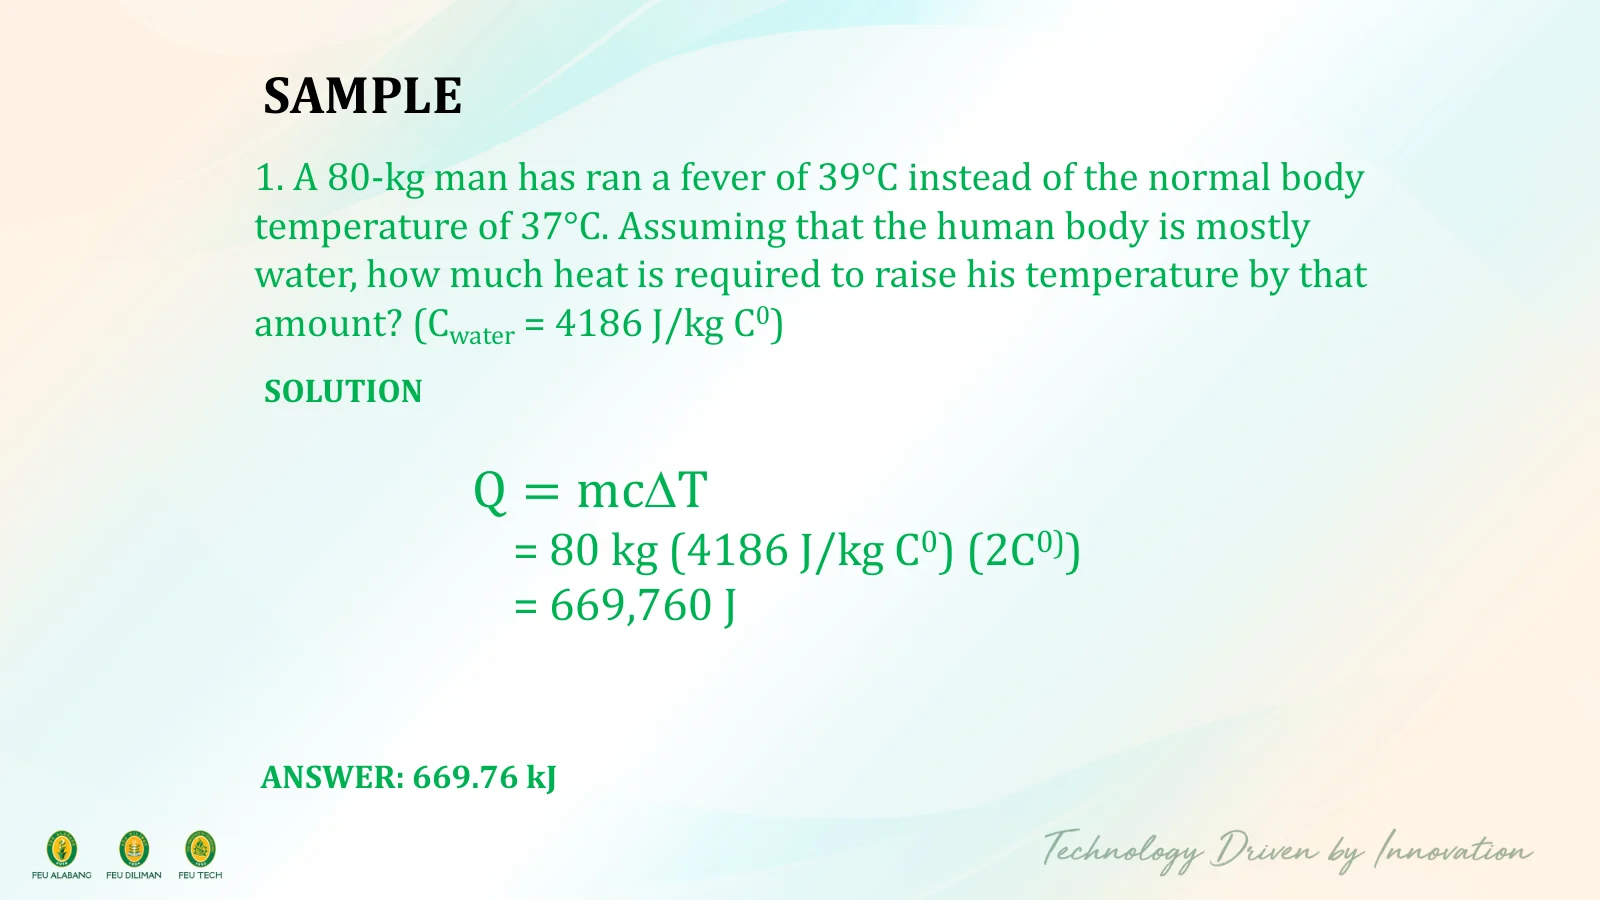 SAMPLE
1. A 80-kg man has ran a fever of 39°C instead of the normal body
temperature of 37°C. Assuming that the human body is mostly
water, how much heat is required to raise his temperature by that
amount? (C_water = 4186 J/kg C⁰)
SOLUTION
Q = mc∆T
= 80 kg (4186 J/kg C⁰) (2C⁰⁾)
= 669,760 J
ANSWER: 669.76 kJ
FEU ALABANG FEU DILIMAN FEU TECH
Technology Driven by Innovation